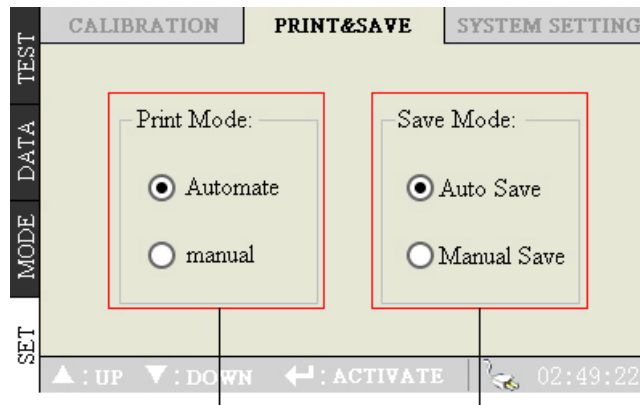 CALIBRATION PRINT&SAVE SYSTEM SETTING
TEST
DATA
MODE
SET
Print Mode:
Automate
manual
Save Mode:
Auto Save
Manual Save
▲:UP ▼:DOWN ↵:ACTIVATE 02:49:22